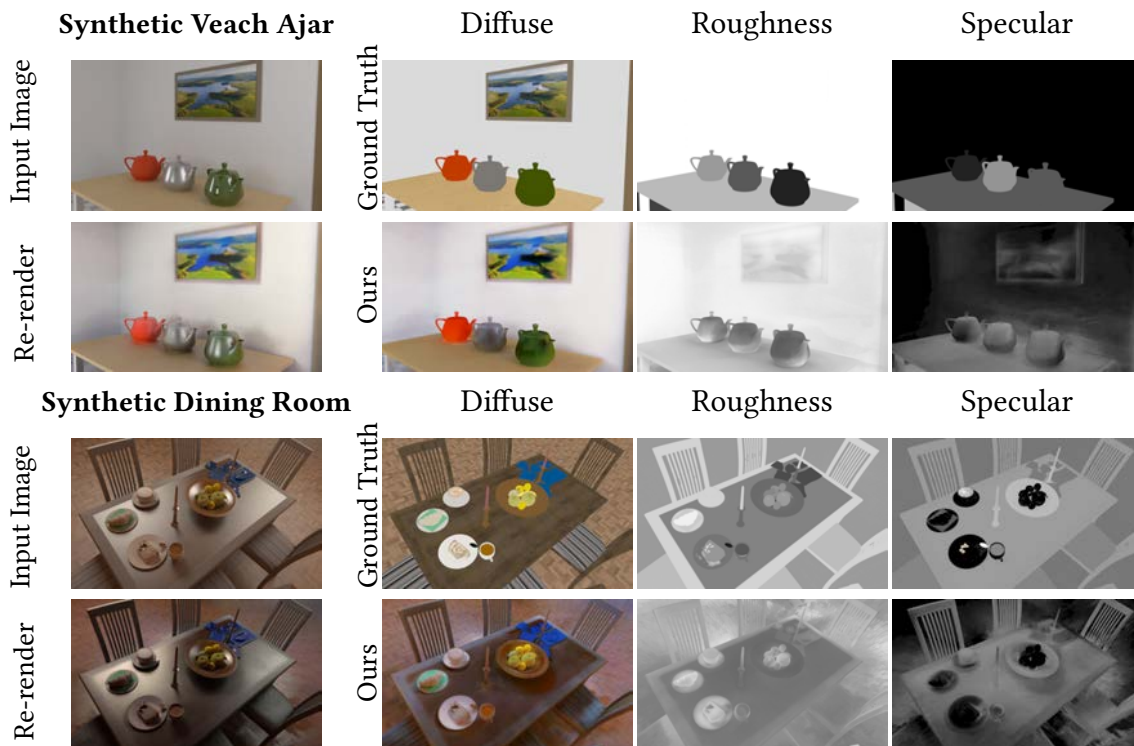 Synthetic Veach Ajar Diffuse Roughness Specular
Input Image
Ground Truth
Re-render
Ours
Synthetic Dining Room Diffuse Roughness Specular
Input Image
Ground Truth
Re-render
Ours